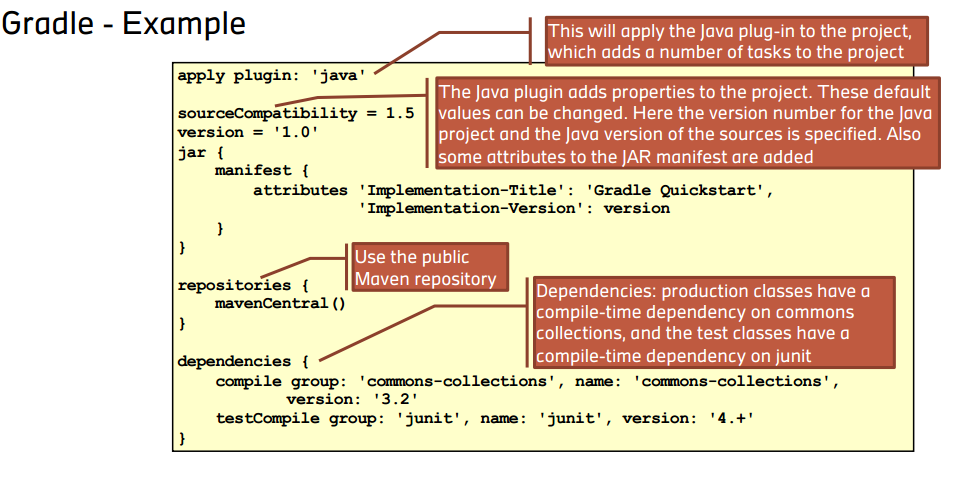 Gradle - Example
This will apply the Java plug-in to the project,
which adds a number of tasks to the project
apply plugin: 'java'
The Java plugin adds properties to the project. These default
values can be changed. Here the version number for the Java
project and the Java version of the sources is specified. Also
some attributes to the JAR manifest are added
sourceCompatibility = 1.5
version = '1.0'
jar {
    manifest {
        attributes 'Implementation-Title': 'Gradle Quickstart',
                   'Implementation-Version': version
    }
}
Use the public
Maven repository
repositories {
    mavenCentral()
}
Dependencies: production classes have a
compile-time dependency on commons
collections, and the test classes have a
compile-time dependency on junit
dependencies {
    compile group: 'commons-collections', name: 'commons-collections',
           version: '3.2'
    testCompile group: 'junit', name: 'junit', version: '4.+'
}